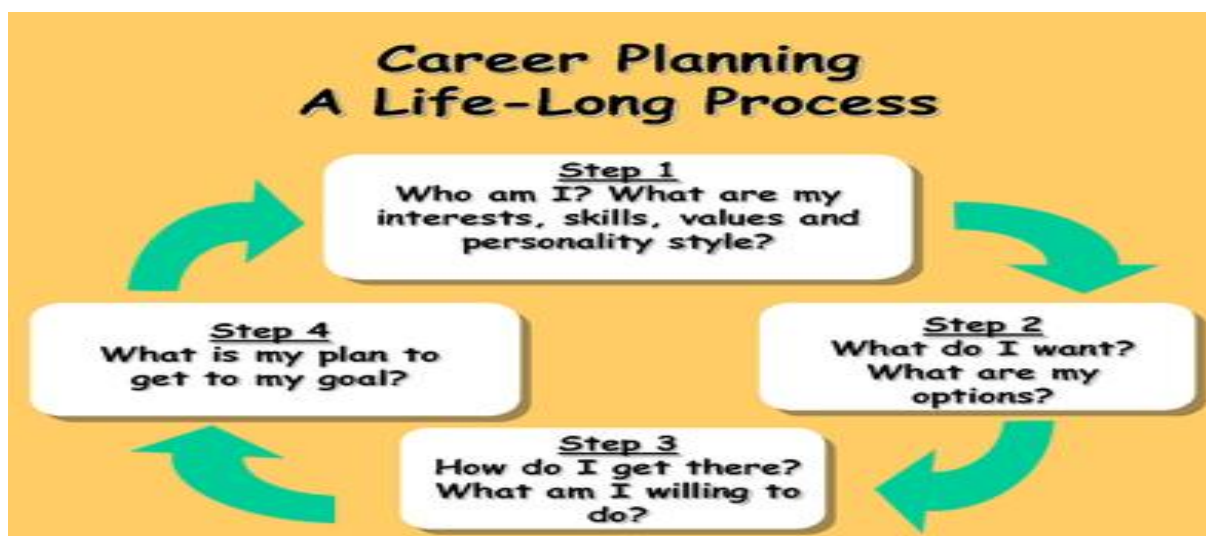 Career Planning
A Life-Long Process
Step 1
Who am I? What are my
interests, skills, values and
personality style?
Step 2
What do I want?
What are my
options?
Step 3
How do I get there?
What am I willing to
do?
Step 4
What is my plan to
get to my goal?